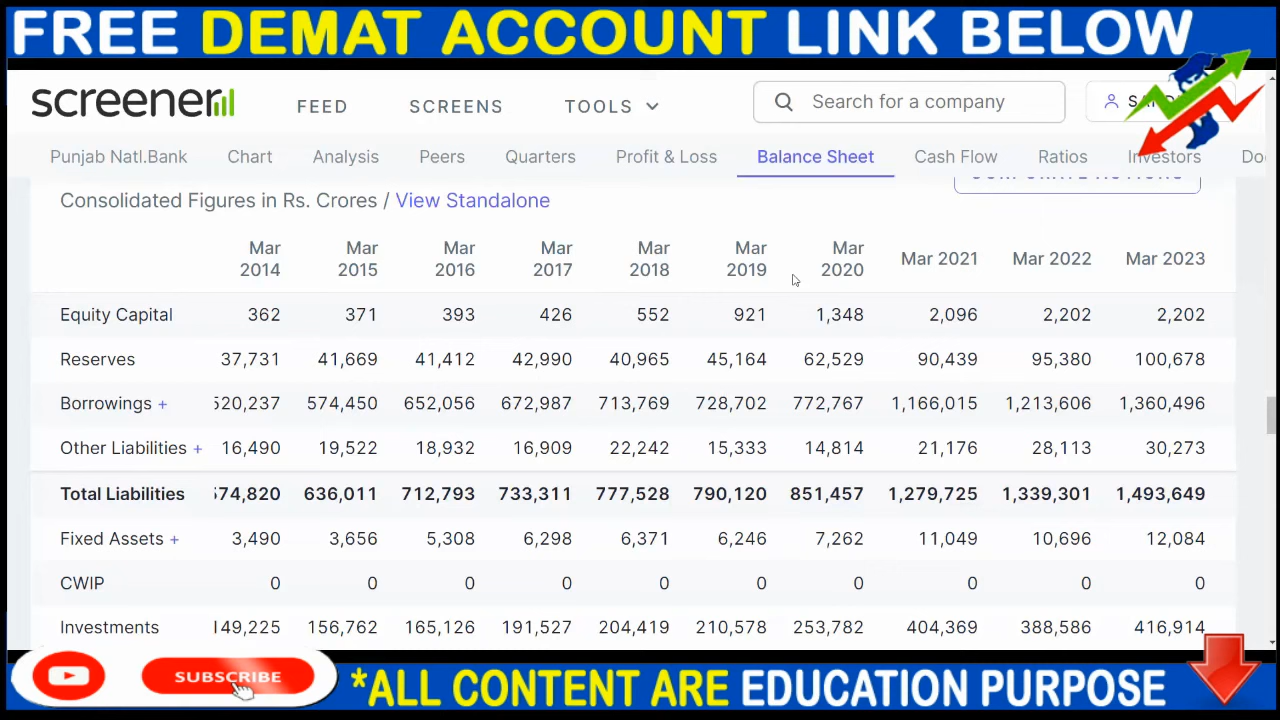 FREE DEMAT ACCOUNT LINK BELOW
screener FEED SCREENS TOOLS Search for a company
Punjab Natl.Bank Chart Analysis Peers Quarters Profit & Loss Balance Sheet Cash Flow Ratios Investors
CORPORATE ACTIONS
Consolidated Figures in Rs. Crores / View Standalone
Mar 2014 Mar 2015 Mar 2016 Mar 2017 Mar 2018 Mar 2019 Mar 2020 Mar 2021 Mar 2022 Mar 2023
Equity Capital 362 371 393 426 552 921 1,348 2,096 2,202 2,202
Reserves 37,731 41,669 41,412 42,990 40,965 45,164 62,529 90,439 95,380 100,678
Borrowings + 520,237 574,450 652,056 672,987 713,769 728,702 772,767 1,166,015 1,213,606 1,360,496
Other Liabilities + 16,490 19,522 18,932 16,909 22,242 15,333 14,814 21,176 28,113 30,273
Total Liabilities 574,820 636,011 712,793 733,311 777,528 790,120 851,457 1,279,725 1,339,301 1,493,649
Fixed Assets + 3,490 3,656 5,308 6,298 6,371 6,246 7,262 11,049 10,696 12,084
CWIP 0 0 0 0 0 0 0 0 0 0
Investments 149,225 156,762 165,126 191,527 204,419 210,578 253,782 404,369 388,586 416,914
SUBSCRIBE
*ALL CONTENT ARE EDUCATION PURPOSE